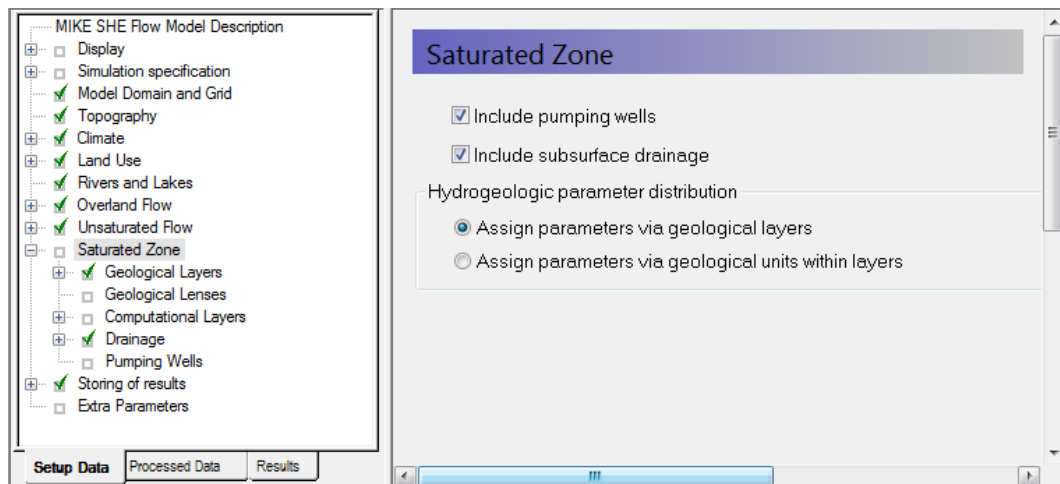 MIKE SHE Flow Model Description
Display
Simulation specification
Model Domain and Grid
Topography
Climate
Land Use
Rivers and Lakes
Overland Flow
Unsaturated Flow
Saturated Zone
Geological Layers
Geological Lenses
Computational Layers
Drainage
Pumping Wells
Storing of results
Extra Parameters
Setup Data Processed Data Results
Saturated Zone
Include pumping wells
Include subsurface drainage
Hydrogeologic parameter distribution
Assign parameters via geological layers
Assign parameters via geological units within layers